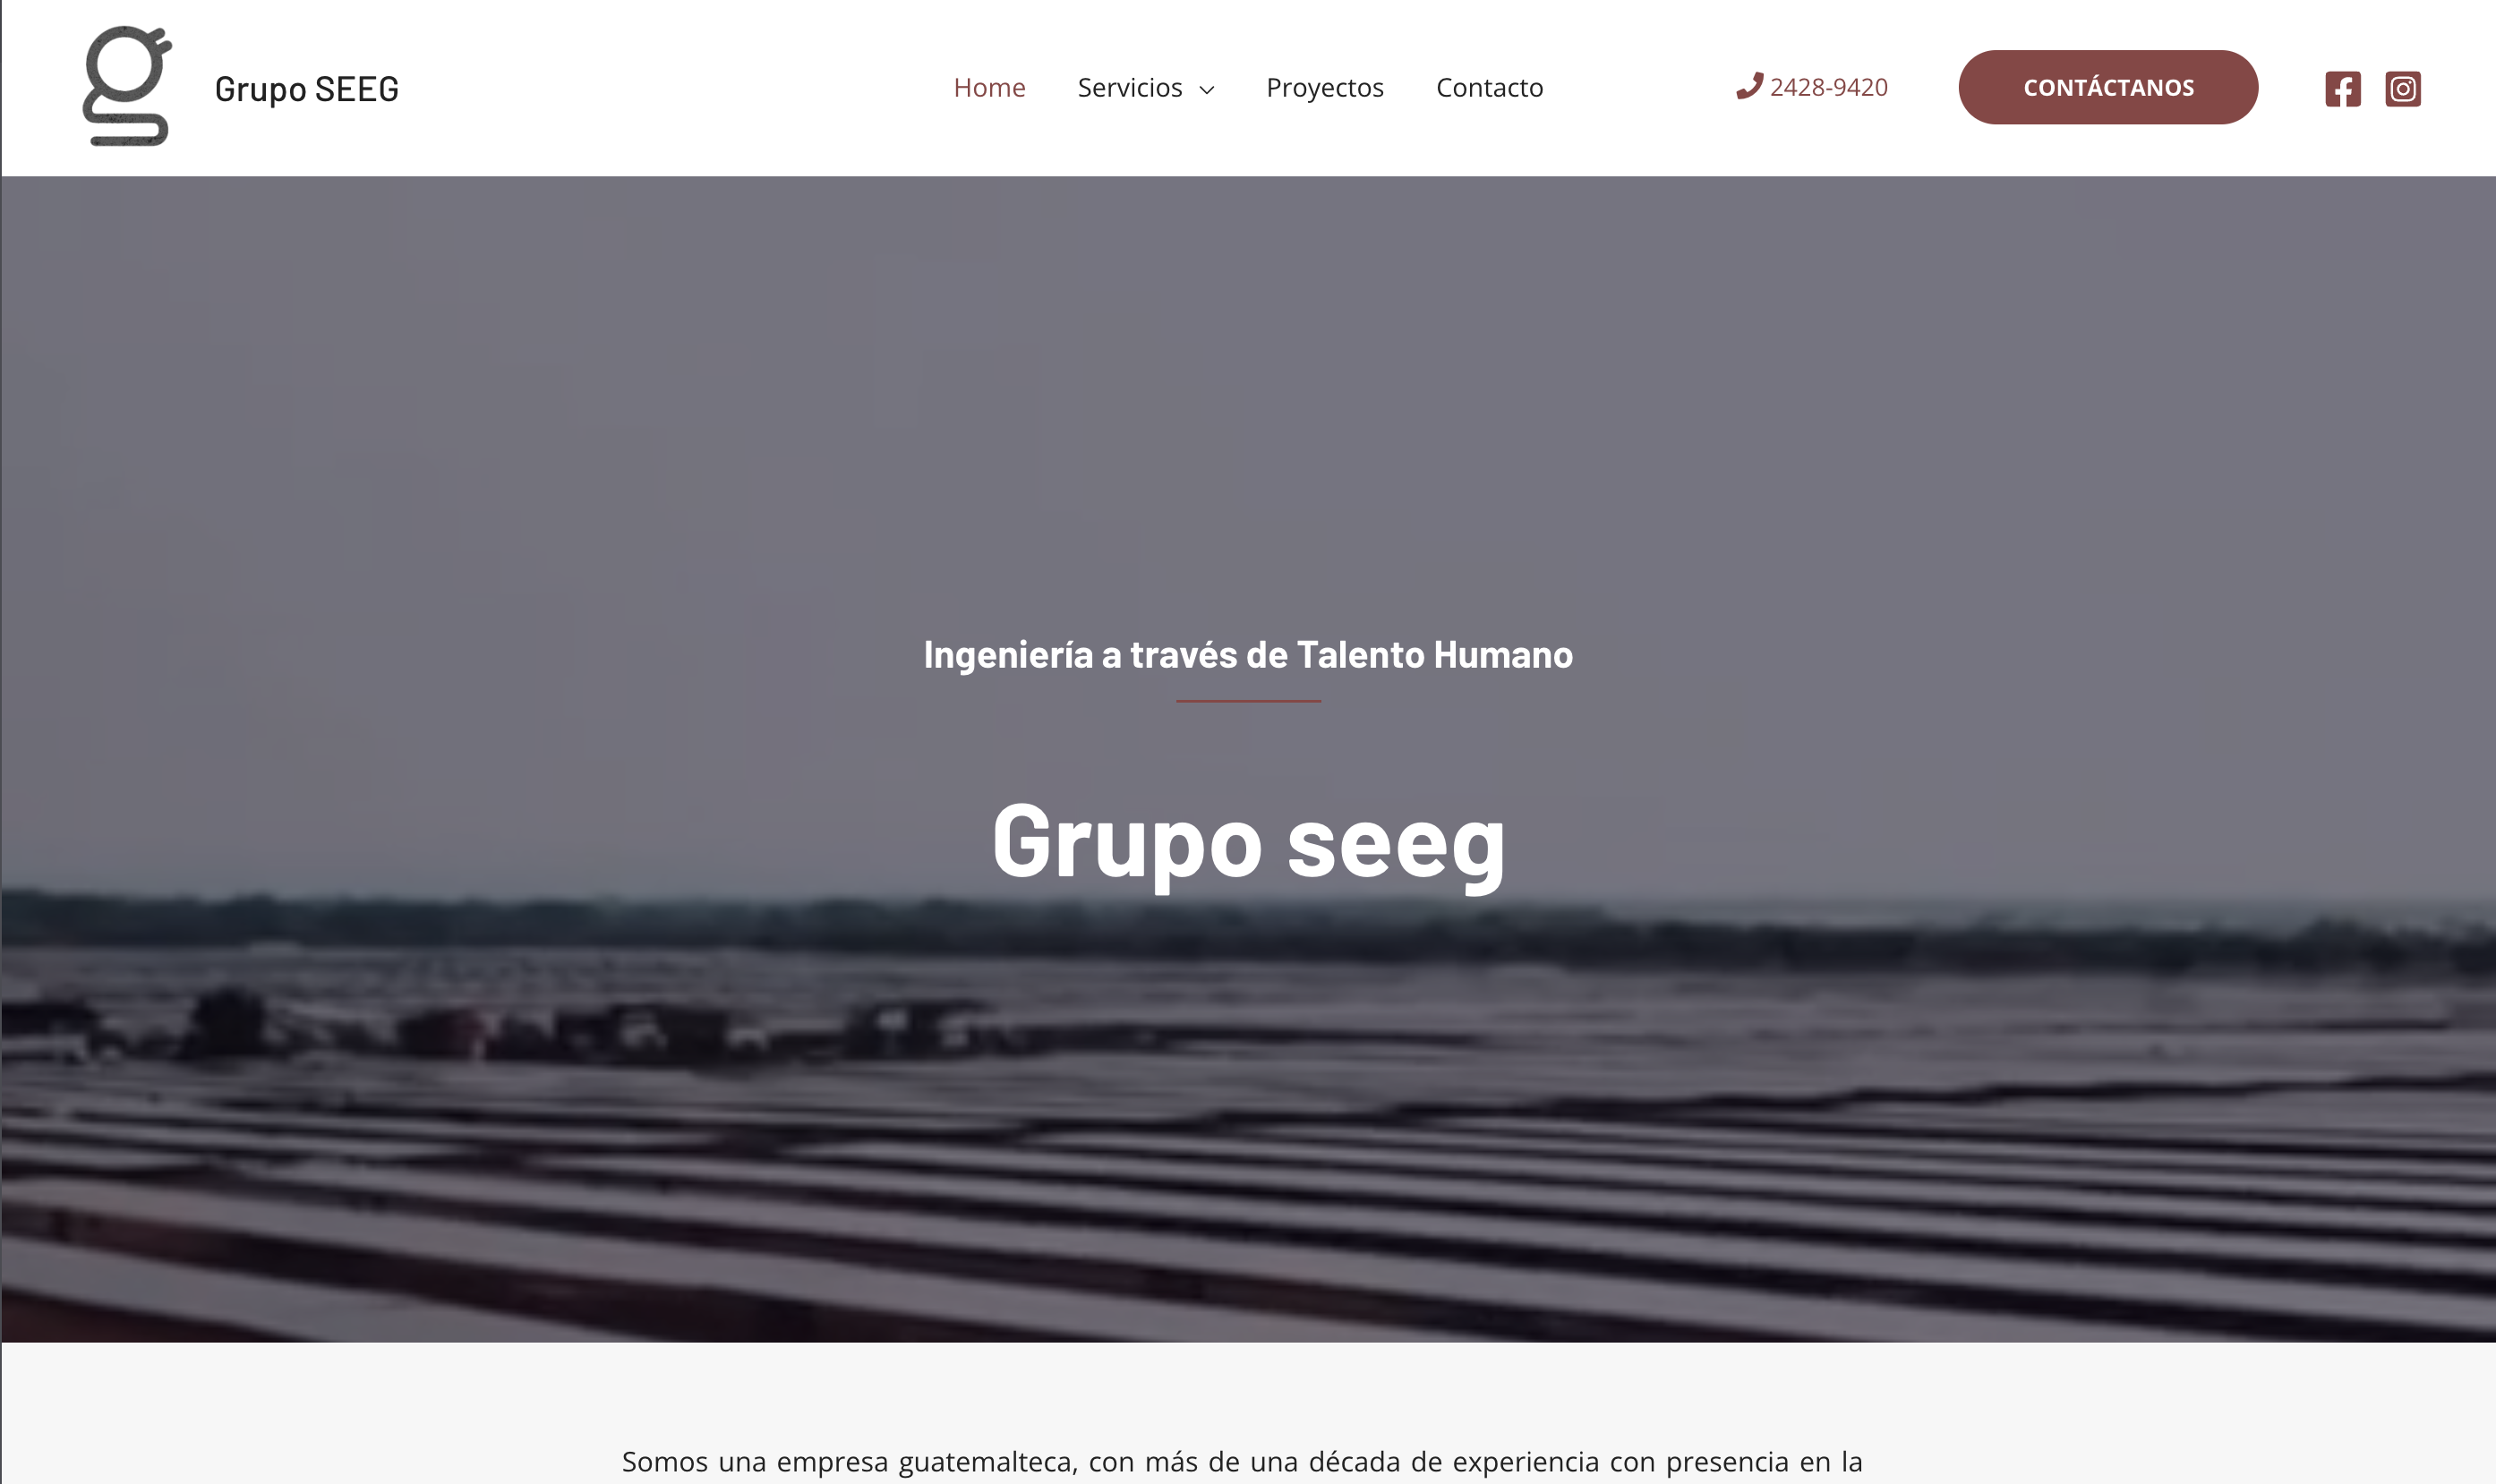 Grupo SEEG
Home Servicios Proyectos Contacto
2428-9420
CONTÁCTANOS
Ingeniería a través de Talento Humano
Grupo seeg
Somos una empresa guatemalteca, con más de una década de experiencia con presencia en la